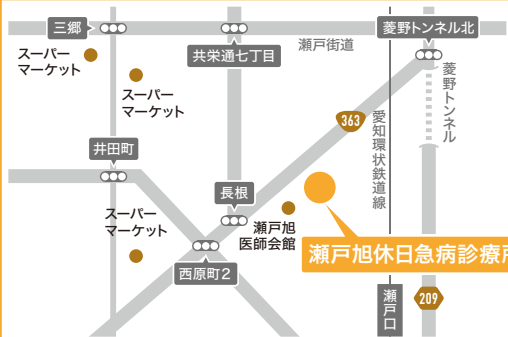 三郷
菱野トンネル北
瀬戸街道
共栄通七丁目
スーパー
マーケット
菱野トンネル
スーパー
マーケット
363
愛知環状鉄道線
井田町
長根
スーパー
マーケット
瀬戸旭
医師会館
瀬戸旭休日急病診療所
西原町2
瀬戸口
209